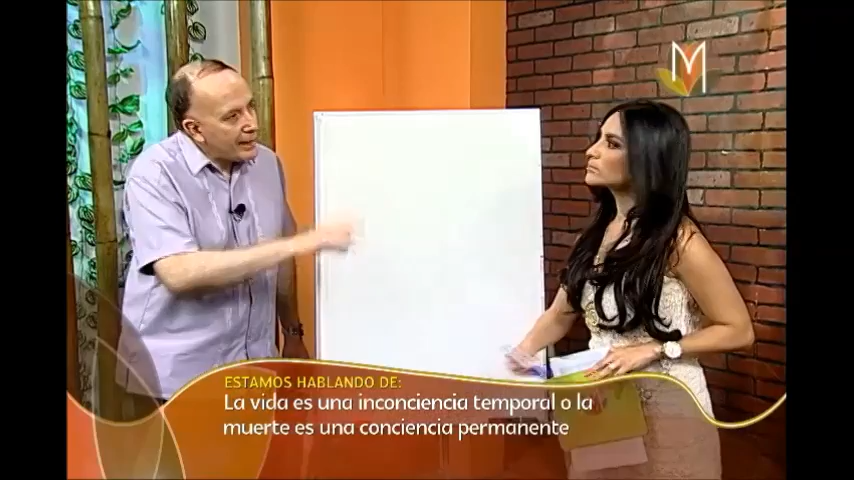 M
ESTAMOS HABLANDO DE:
La vida es una inconciencia temporal o la
muerte es una conciencia permanente